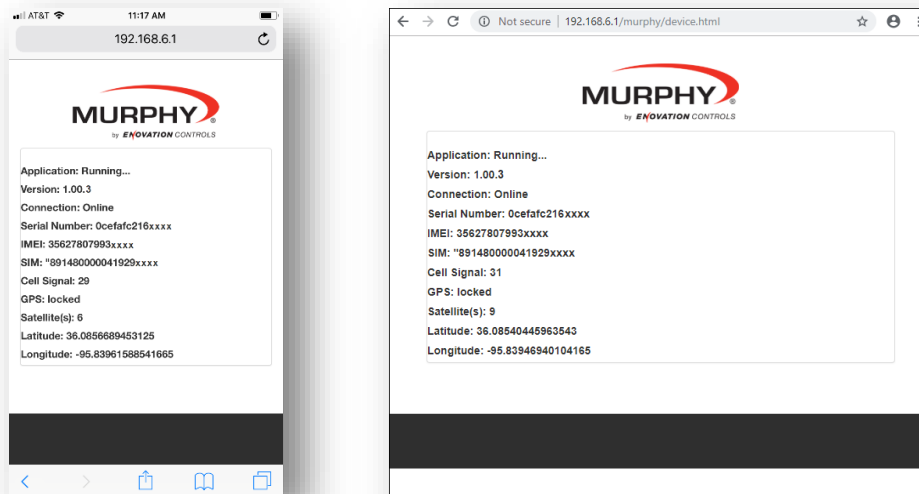 AT&T
11:17 AM
192.168.6.1
MURPHY®
by ENOVATION CONTROLS
Application: Running...
Version: 1.00.3
Connection: Online
Serial Number: 0cefafc216xxxx
IMEI: 35627807993xxxx
SIM: "891480000041929xxxx
Cell Signal: 29
GPS: locked
Satellite(s): 6
Latitude: 36.0856689453125
Longitude: -95.83961588541665
Not secure | 192.168.6.1/murphy/device.html
MURPHY®
by ENOVATION CONTROLS
Application: Running...
Version: 1.00.3
Connection: Online
Serial Number: 0cefafc216xxxx
IMEI: 35627807993xxxx
SIM: "891480000041929xxxx
Cell Signal: 31
GPS: locked
Satellite(s): 9
Latitude: 36.08540445963543
Longitude: -95.83946940104165